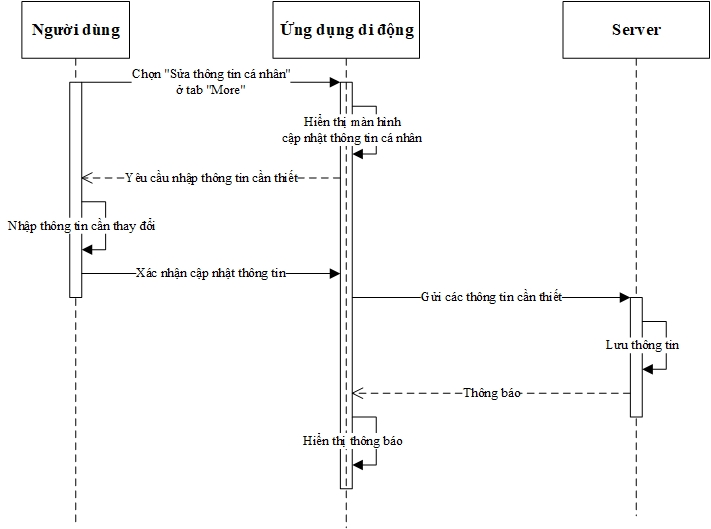 Người dùng
Ứng dụng di động
Server
Chọn "Sửa thông tin cá nhân"
ở tab "More"
Hiển thị màn hình
cập nhật thông tin cá nhân
Yêu cầu nhập thông tin cần thiết
Nhập thông tin cần thay đổi
Xác nhận cập nhật thông tin
Gửi các thông tin cần thiết
Lưu thông tin
Thông báo
Hiển thị thông báo